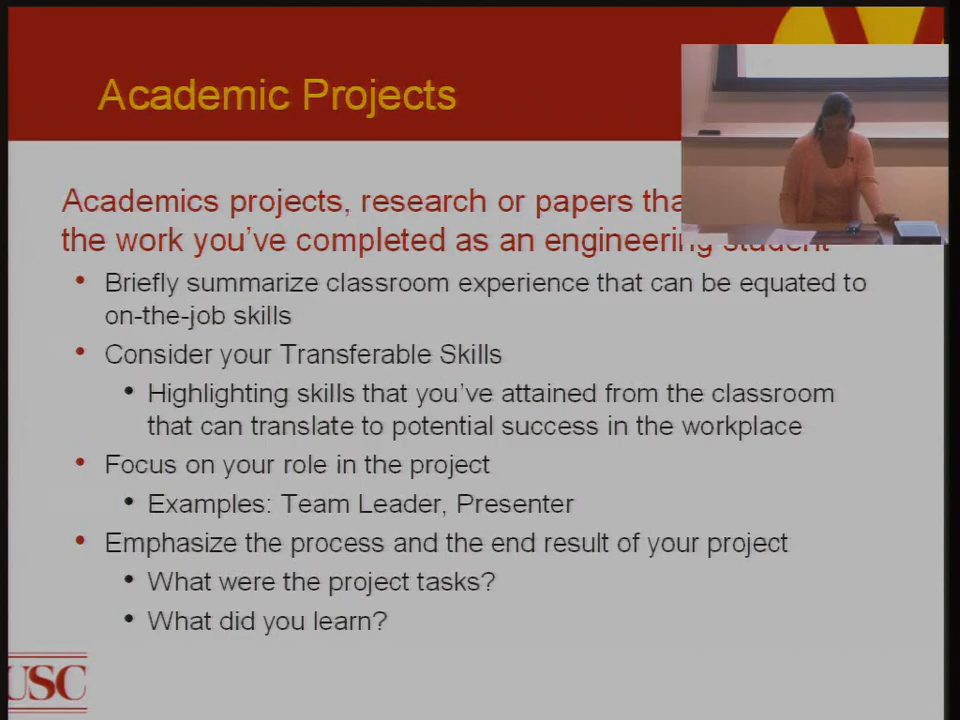 Academic Projects
Academics projects, research or papers
the work you've completed as an engineering student
• Briefly summarize classroom experience that can be equated to
on-the-job skills
• Consider your Transferable Skills
• Highlighting skills that you've attained from the classroom
that can translate to potential success in the workplace
• Focus on your role in the project
• Examples: Team Leader, Presenter
• Emphasize the process and the end result of your project
• What were the project tasks?
• What did you learn?
USC